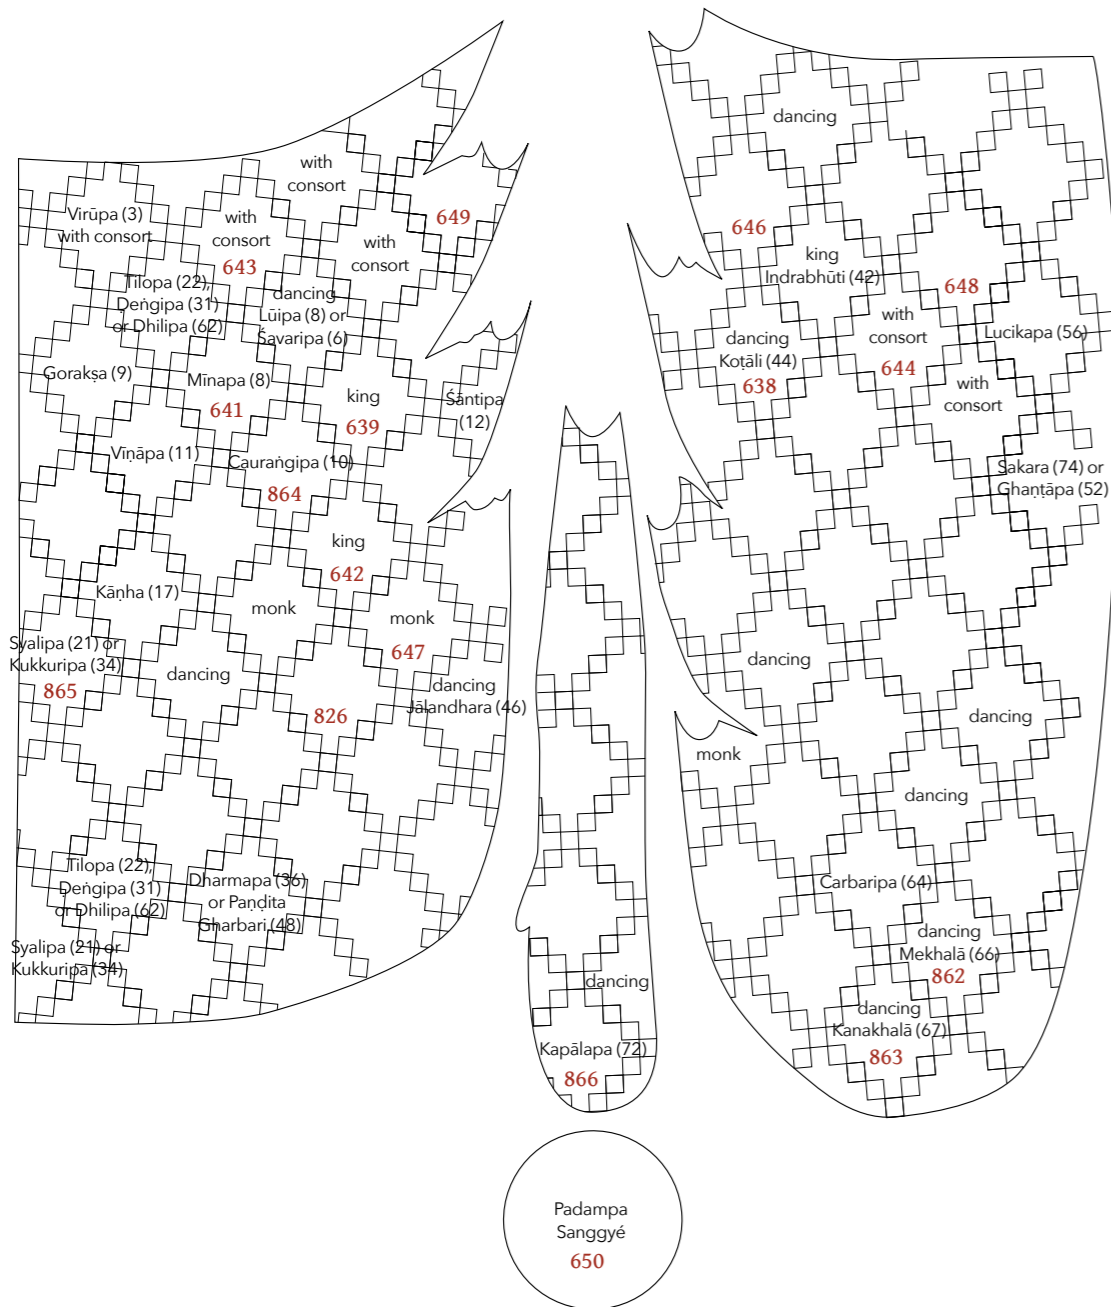 with
consort
649
Virūpa (3)
with consort
with
consort
643
with
consort
Tilopa (22),
Ḍeṅgipa (31)
or Dhilipa (62)
dancing
Lūipa (8) or
Śavaripa (6)
Gorakṣa (9)
Mīnapa (8)
641
king
639
Śāntipa
(12)
Viṇāpa (11)
Cauraṅgipa (10)
864
king
642
Kāṇha (17)
monk
monk
647
Syalipa (21) or
Kukkuripa (34)
865
dancing
826
dancing
Jālandhara (46)
Tilopa (22),
Ḍeṅgipa (31)
or Dhilipa (62)
Dharmapa (36)
or Paṇḍita
Gharbari (48)
Syalipa (21) or
Kukkuripa (34)
dancing
Kapālapa (72)
866
dancing
646
king
Indrabhūti (42)
648
dancing
Koṭāli (44)
638
with
consort
644
Lucikapa (56)
with
consort
Sakara (74) or
Ghaṇṭāpa (52)
dancing
dancing
monk
dancing
Carbaripa (64)
dancing
Mekhalā (66)
862
dancing
Kanakhalā (67)
863
Padampa
Sanggyé
650